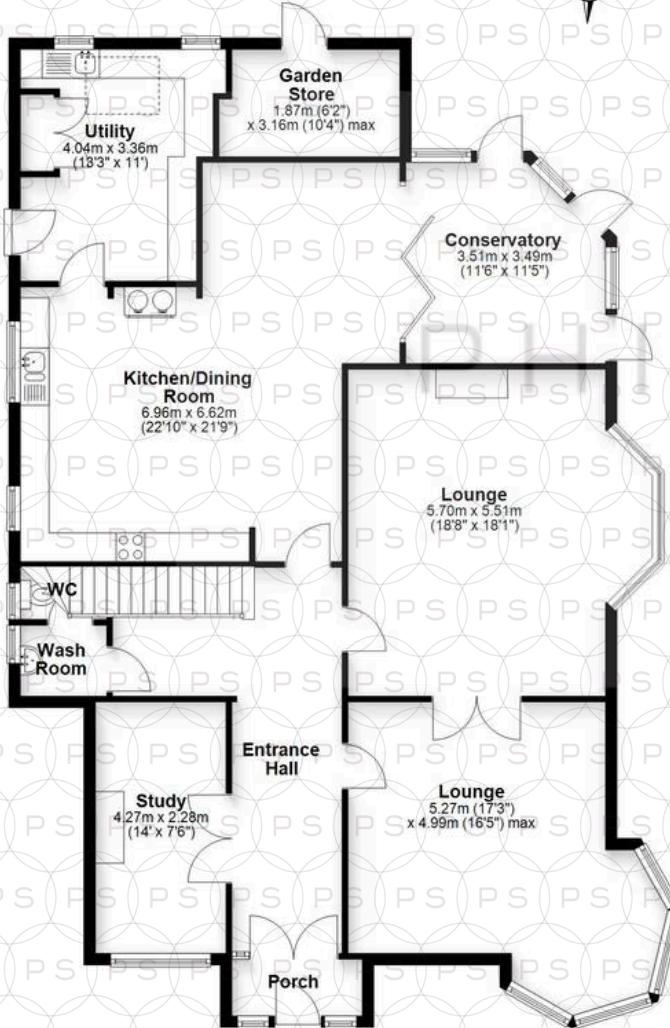 Garden
Store
1.87m (6'2")
x 3.16m (10'4") max
Utility
4.04m x 3.36m
(13'3" x 11')
Conservatory
3.51m x 3.49m
(11'6" x 11'5")
Kitchen/Dining
Room
6.96m x 6.62m
(22'10" x 21'9")
Lounge
5.70m x 5.51m
(18'8" x 18'1")
WC
Wash
Room
Entrance
Hall
Study
4.27m x 2.28m
(14' x 7'6")
Lounge
5.27m (17'3")
x 4.99m (16'5") max
Porch
PS
PHI